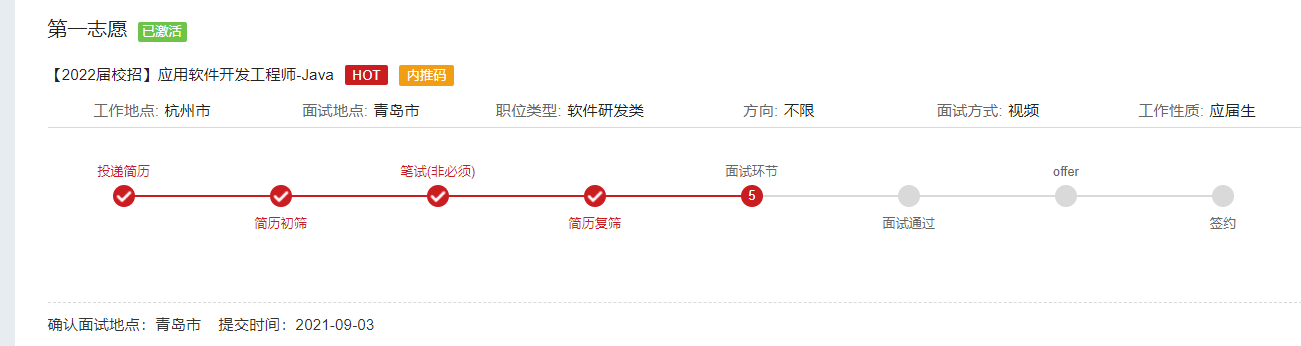 第一志愿 已激活
【2022届校招】应用软件开发工程师-Java HOT 内推码
工作地点: 杭州市 面试地点: 青岛市 职位类型: 软件研发类 方向: 不限 面试方式: 视频 工作性质: 应届生
投递简历 笔试(非必须) 面试环节 offer
5
简历初筛 简历复筛 面试通过 签约
确认面试地点：青岛市 提交时间：2021-09-03